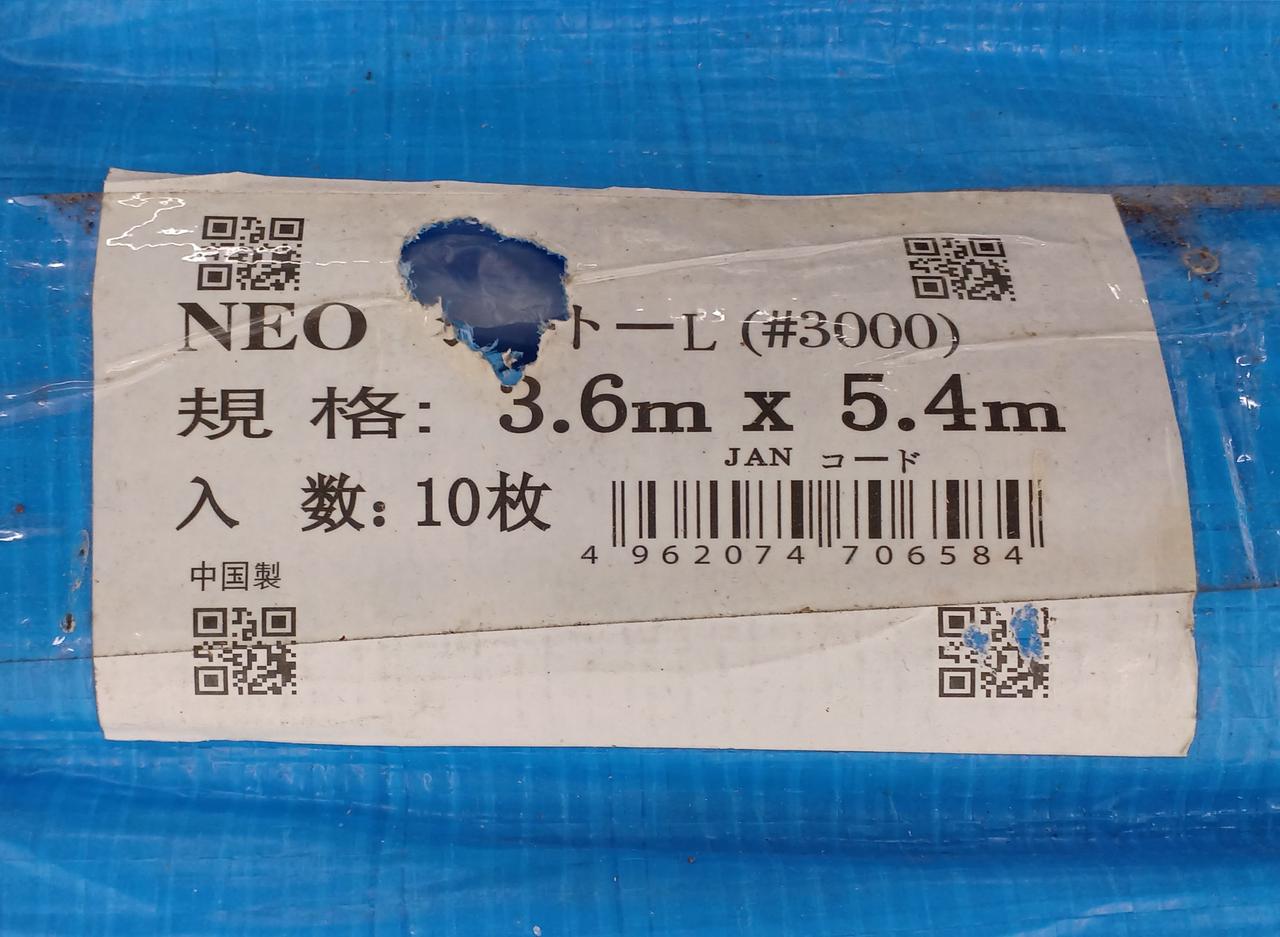 NEO トーL (#3000)
規 格: 3.6m x 5.4m
JAN コード
入 数: 10枚
4 962074 706584
中国製